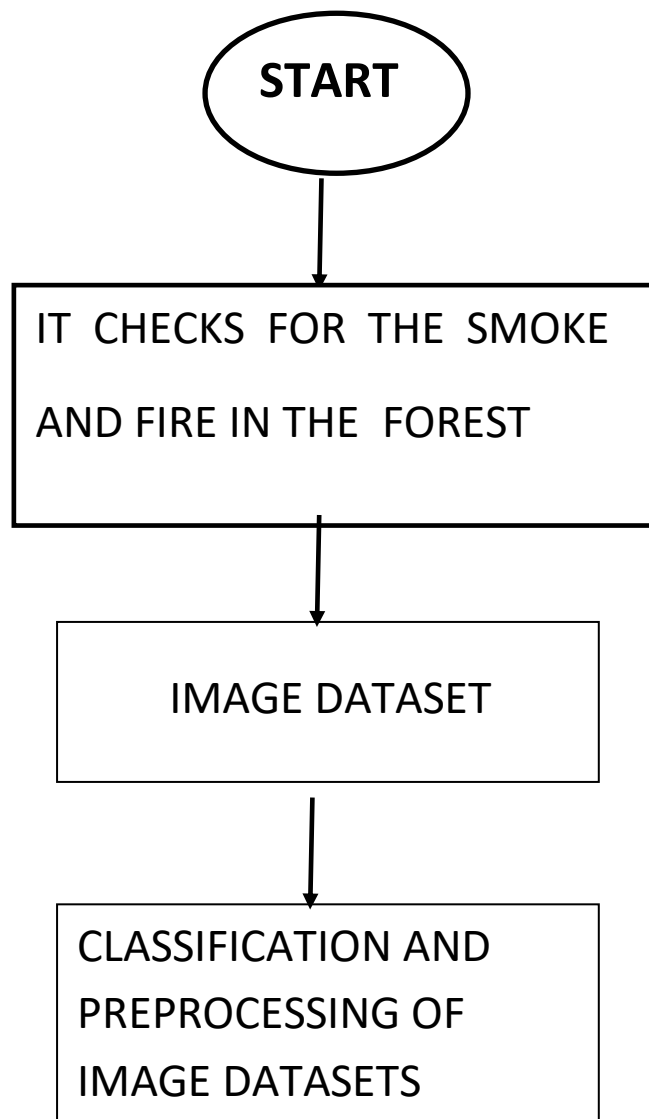 START
IT CHECKS FOR THE SMOKE
AND FIRE IN THE FOREST
IMAGE DATASET
CLASSIFICATION AND
PREPROCESSING OF
IMAGE DATASETS